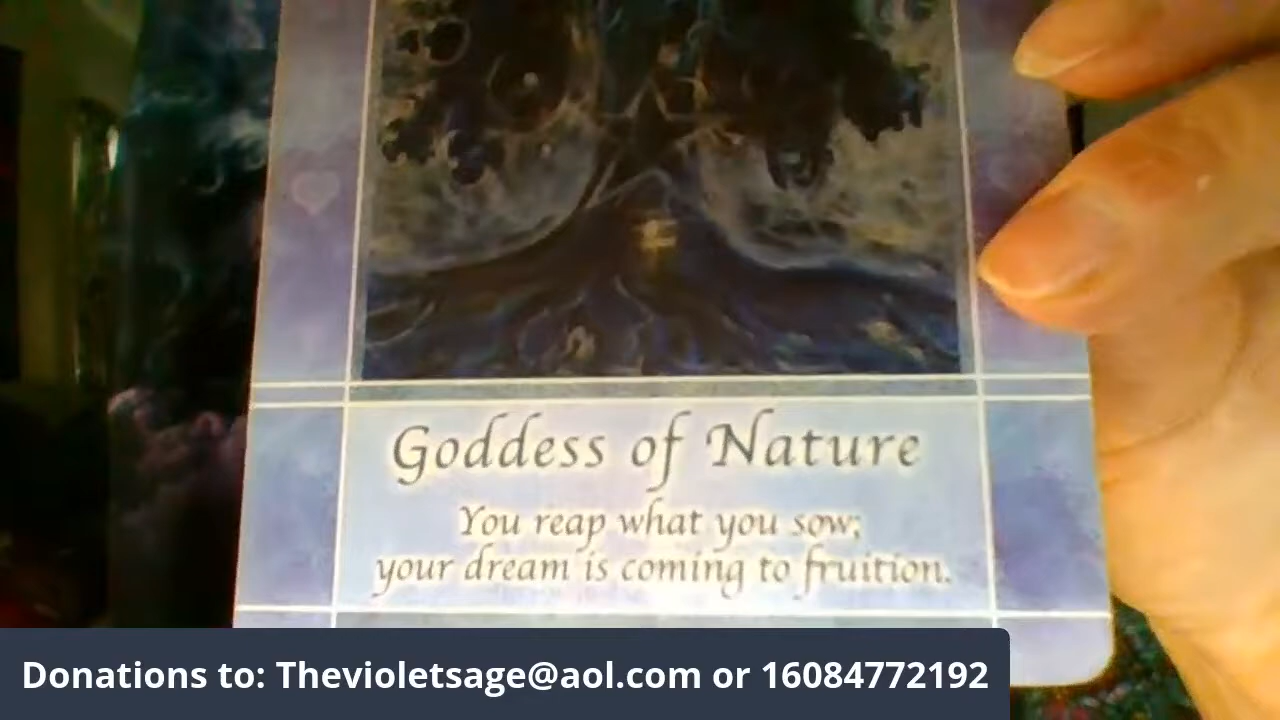 Goddess of Nature
You reap what you sow;
your dream is coming to fruition.
Donations to: Thevioletsage@aol.com or 16084772192